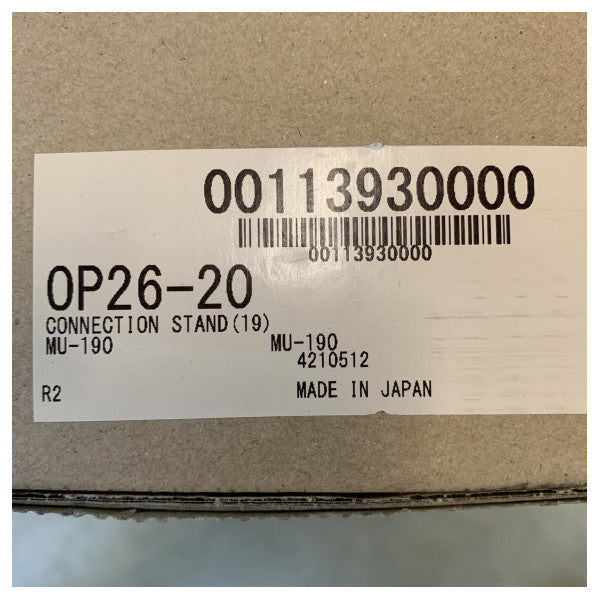 00113930000
00113930000
OP26-20
CONNECTION STAND(19)
MU-190 MU-190
4210512
R2 MADE IN JAPAN